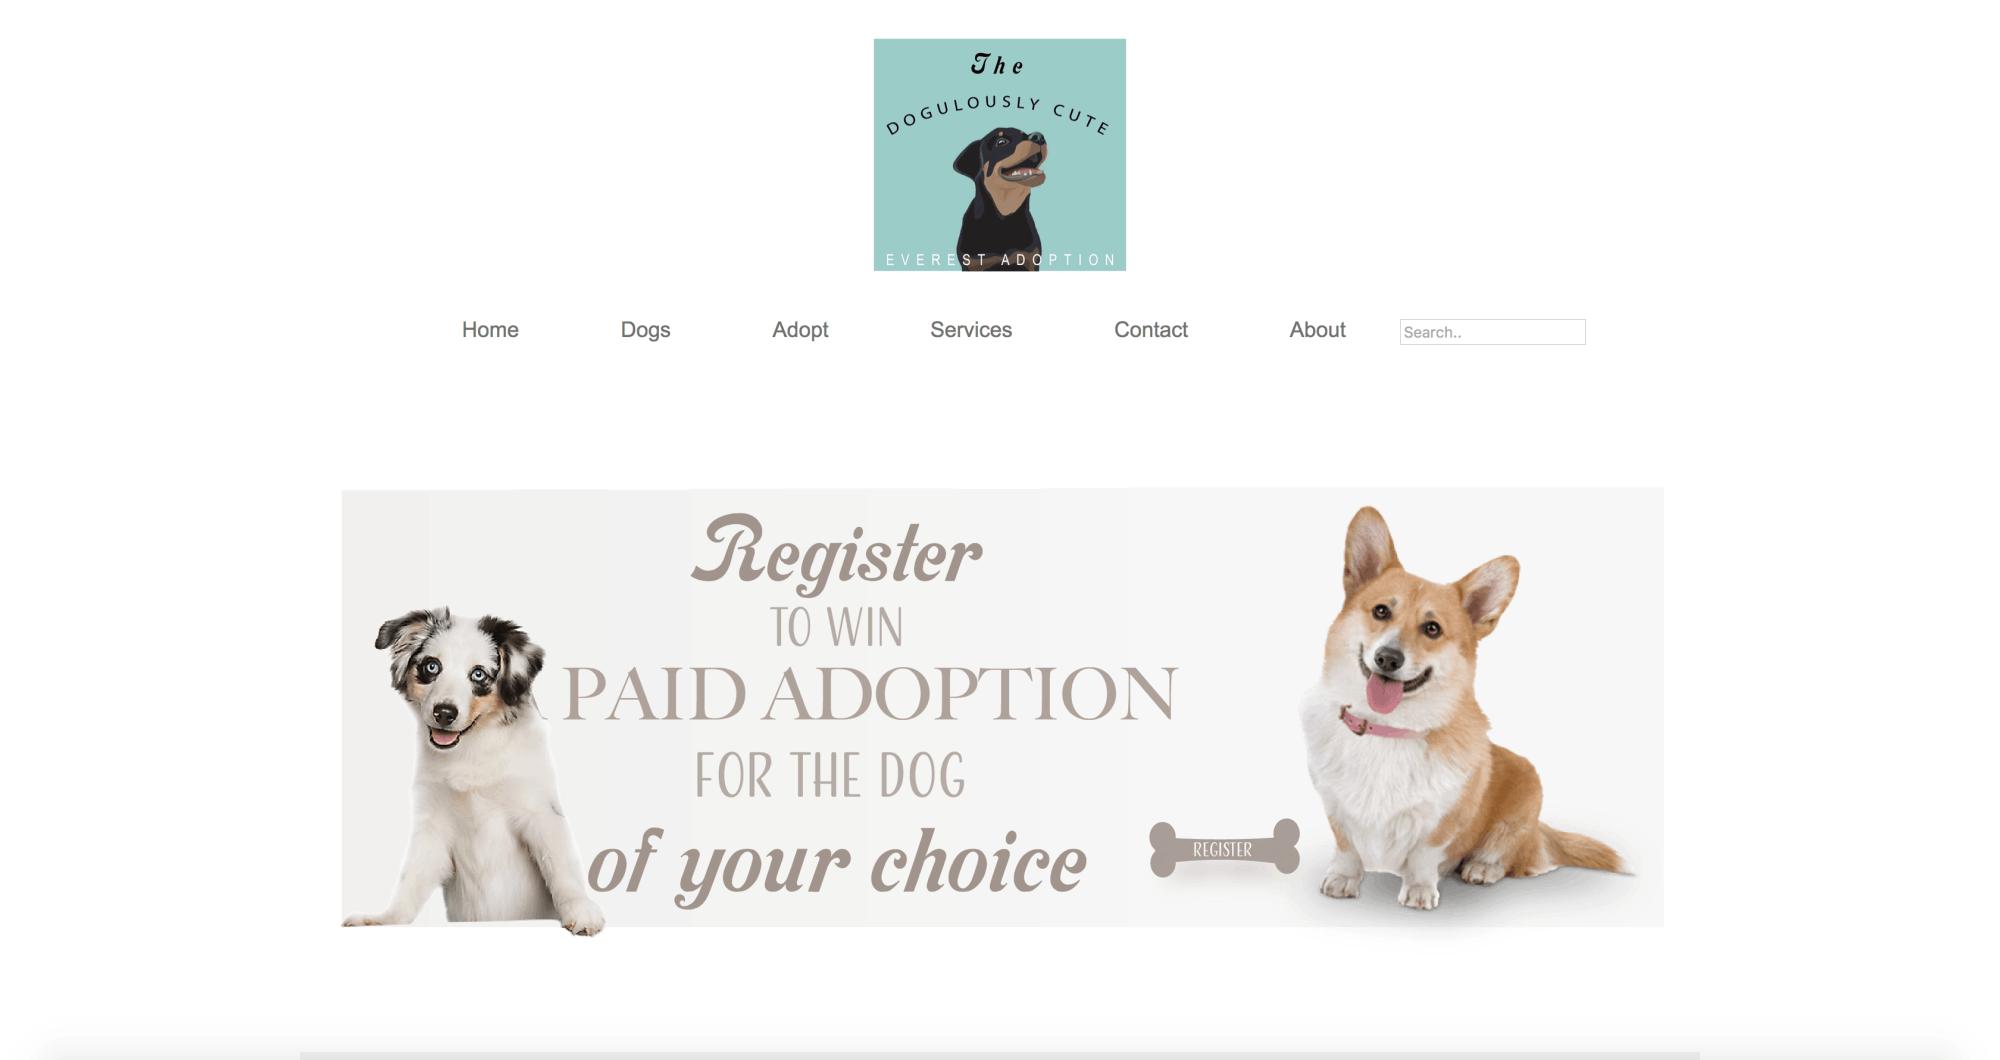 The
DOGULOUSLY CUTE
EVEREST ADOPTION
Home Dogs Adopt Services Contact About Search..
Register
TO WIN
PAID ADOPTION
FOR THE DOG
of your choice
REGISTER